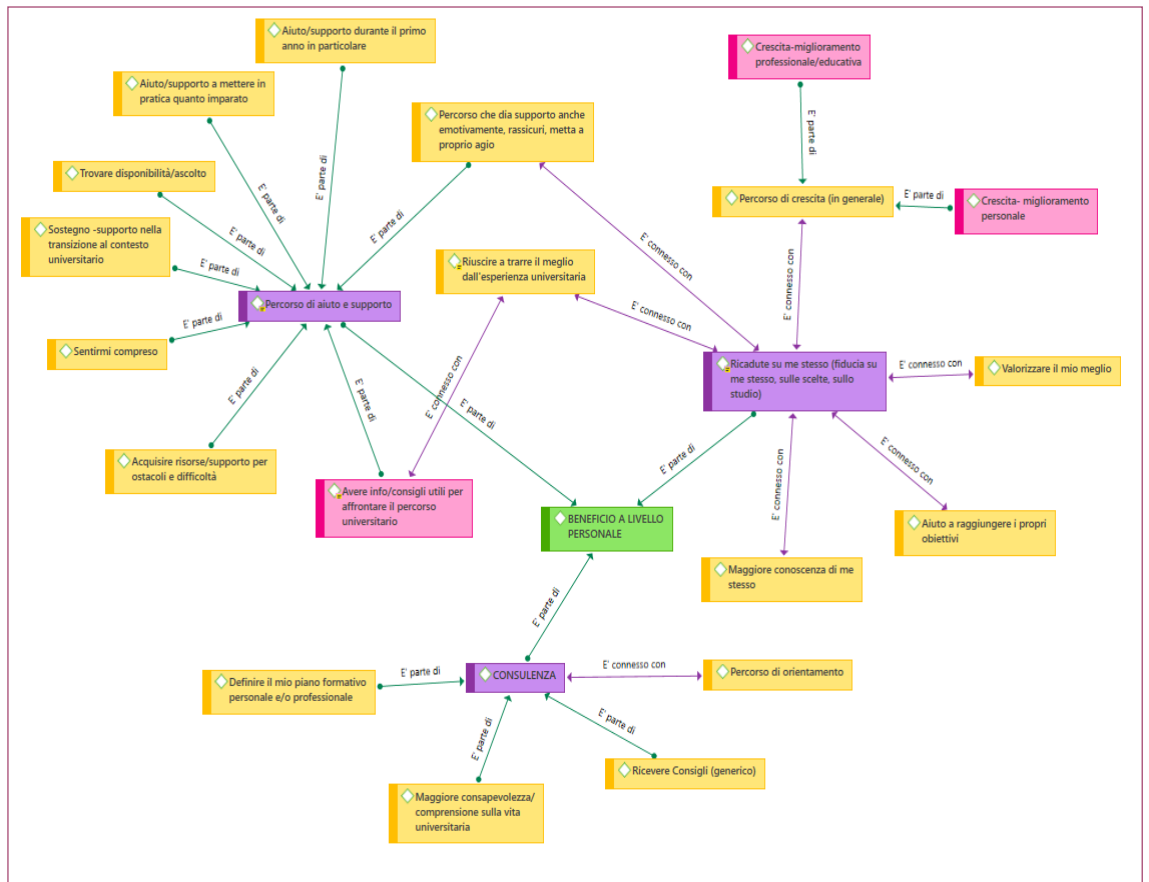 Aiuto/supporto durante il primo
anno in particolare
Crescita-miglioramento
professionale/educativa
Aiuto/supporto a mettere in
pratica quanto imparato
Percorso che dia supporto anche
emotivamente, rassicuri, metta a
proprio agio
E' parte di
E' parte di
E' parte di
Trovare disponibilità/ascolto
Percorso di crescita (in generale)
E' parte di
Crescita- miglioramento
personale
Sostegno -supporto nella
transizione al contesto
universitario
E' parte di
E' parte di
E' connesso con
E' parte di
Riuscire a trarre il meglio
dall'esperienza universitaria
E' connesso con
Percorso di aiuto e supporto
E' parte di
E' connesso con
Sentirmi compreso
Ricadute su me stesso (fiducia su
me stesso, sulle scelte, sullo
studio)
E' connesso con
Valorizzare il mio meglio
E' parte di
E' parte di
E' connesso con
E' parte di
Acquisire risorse/supporto per
ostacoli e difficoltà
E' parte di
E' connesso con
E' connesso con
Avere info/consigli utili per
affrontare il percorso
universitario
BENEFICIO A LIVELLO
PERSONALE
Aiuto a raggiungere i propri
obiettivi
Maggiore conoscenza di me
stesso
E' parte di
Definire il mio piano formativo
personale e/o professionale
E' parte di
CONSULENZA
E' connesso con
Percorso di orientamento
E' parte di
E' parte di
Ricevere Consigli (generico)
Maggiore consapevolezza/
comprensione sulla vita
universitaria